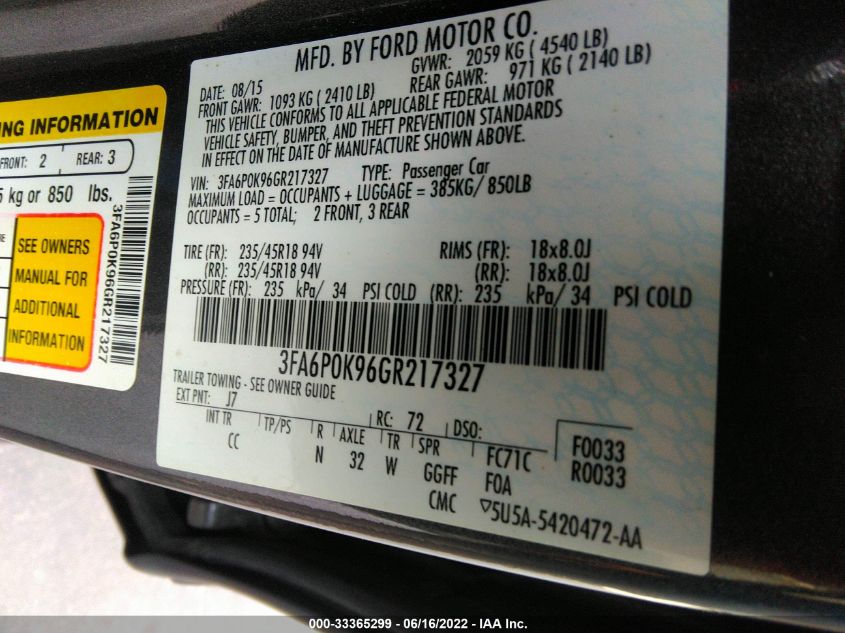 MFD. BY FORD MOTOR CO.
DATE: 08/15 GVWR: 2059 KG ( 4540 LB)
FRONT GAWR: 1093 KG ( 2410 LB) REAR GAWR: 971 KG ( 2140 LB)
THIS VEHICLE CONFORMS TO ALL APPLICABLE FEDERAL MOTOR
VEHICLE SAFETY, BUMPER, AND THEFT PREVENTION STANDARDS
IN EFFECT ON THE DATE OF MANUFACTURE SHOWN ABOVE.
VIN: 3FA6P0K96GR217327 TYPE: Passenger Car
MAXIMUM LOAD = OCCUPANTS + LUGGAGE = 385KG/ 850LB
OCCUPANTS = 5 TOTAL; 2 FRONT, 3 REAR
TIRE (FR): 235/45R18 94V RIMS (FR): 18x8.0J
(RR): 235/45R18 94V (RR): 18x8.0J
PRESSURE (FR): 235 kPa/ 34 PSI COLD (RR): 235 kPa/ 34 PSI COLD
3FA6P0K96GR217327
TRAILER TOWING - SEE OWNER GUIDE
EXT PNT: J7 RC: 72 DSO:
INT TR TP/PS R AXLE TR SPR FC71C F0033
CC N 32 W GGFF F0A R0033
CMC 5U5A-5420472-AA
INFORMATION
FRONT: 2 REAR: 3
kg or 850 lbs.
SEE OWNERS
MANUAL FOR
ADDITIONAL
INFORMATION
3FA6P0K96GR217327
000-33365299 - 06/16/2022 - IAA Inc.